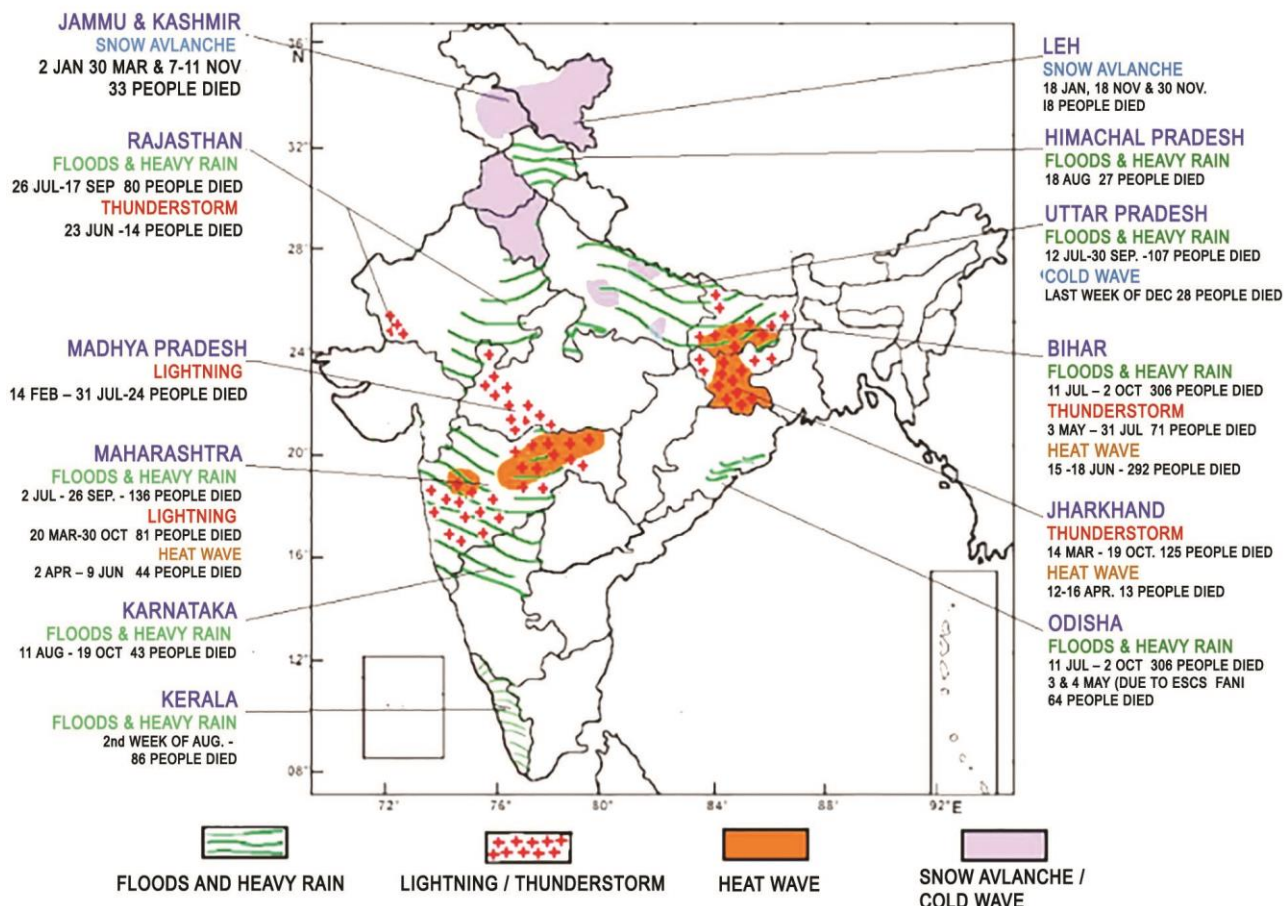 JAMMU & KASHMIR
SNOW AVLANCHE
2 JAN 30 MAR & 7-11 NOV
33 PEOPLE DIED
RAJASTHAN
FLOODS & HEAVY RAIN
26 JUL-17 SEP 80 PEOPLE DIED
THUNDERSTORM
23 JUN -14 PEOPLE DIED
MADHYA PRADESH
LIGHTNING
14 FEB – 31 JUL-24 PEOPLE DIED
MAHARASHTRA
FLOODS & HEAVY RAIN
2 JUL - 26 SEP. - 136 PEOPLE DIED
LIGHTNING
20 MAR-30 OCT 81 PEOPLE DIED
HEAT WAVE
2 APR – 9 JUN 44 PEOPLE DIED
KARNATAKA
FLOODS & HEAVY RAIN
11 AUG - 19 OCT 43 PEOPLE DIED
KERALA
FLOODS & HEAVY RAIN
2nd WEEK OF AUG. -
86 PEOPLE DIED
36°
N
32°
28°
24°
20°
16°
12°
08°
72°
76°
80°
84°
88°
92°E
LEH
SNOW AVLANCHE
18 JAN, 18 NOV & 30 NOV.
I8 PEOPLE DIED
HIMACHAL PRADESH
FLOODS & HEAVY RAIN
18 AUG 27 PEOPLE DIED
UTTAR PRADESH
FLOODS & HEAVY RAIN
12 JUL-30 SEP. -107 PEOPLE DIED
COLD WAVE
LAST WEEK OF DEC 28 PEOPLE DIED
BIHAR
FLOODS & HEAVY RAIN
11 JUL – 2 OCT 306 PEOPLE DIED
THUNDERSTORM
3 MAY – 31 JUL 71 PEOPLE DIED
HEAT WAVE
15 -18 JUN - 292 PEOPLE DIED
JHARKHAND
THUNDERSTORM
14 MAR - 19 OCT. 125 PEOPLE DIED
HEAT WAVE
12-16 APR. 13 PEOPLE DIED
ODISHA
FLOODS & HEAVY RAIN
11 JUL – 2 OCT 306 PEOPLE DIED
3 & 4 MAY (DUE TO ESCS FANI
64 PEOPLE DIED
FLOODS AND HEAVY RAIN
LIGHTNING / THUNDERSTORM
HEAT WAVE
SNOW AVLANCHE /
COLD WAVE